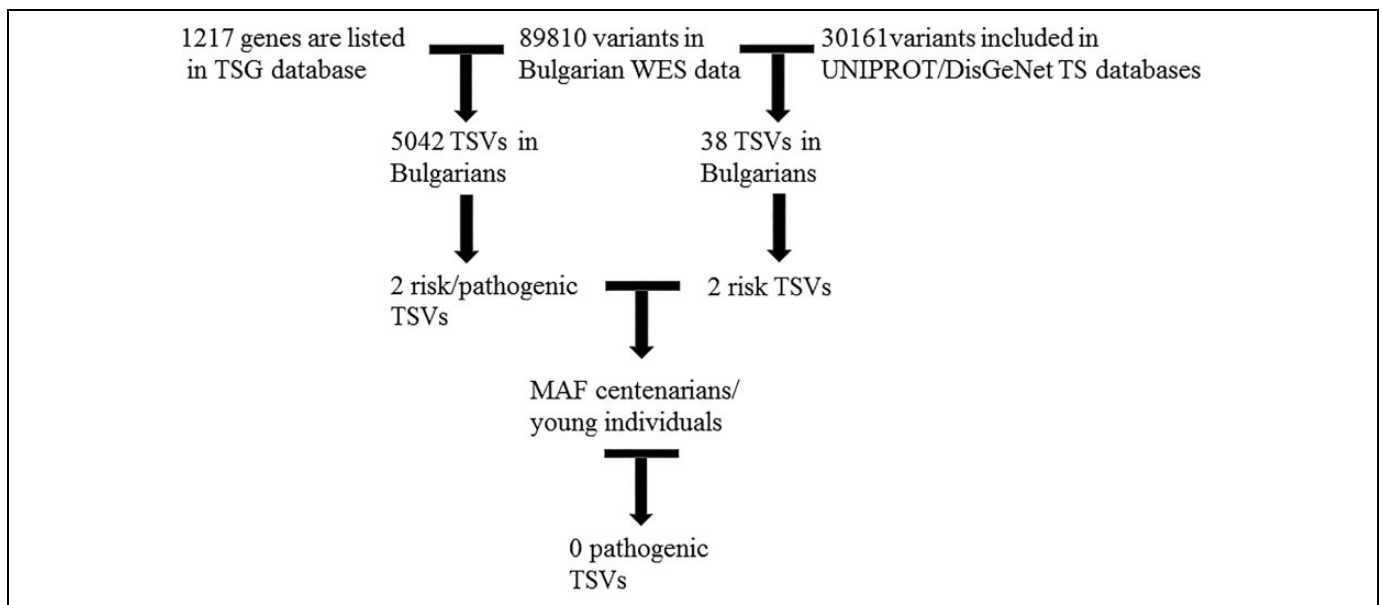 1217 genes are listed
in TSG database
89810 variants in
Bulgarian WES data
30161variants included in
UNIPROT/DisGeNet TS databases
5042 TSVs in
Bulgarians
38 TSVs in
Bulgarians
2 risk/pathogenic
TSVs
2 risk TSVs
MAF centenarians/
young individuals
0 pathogenic
TSVs